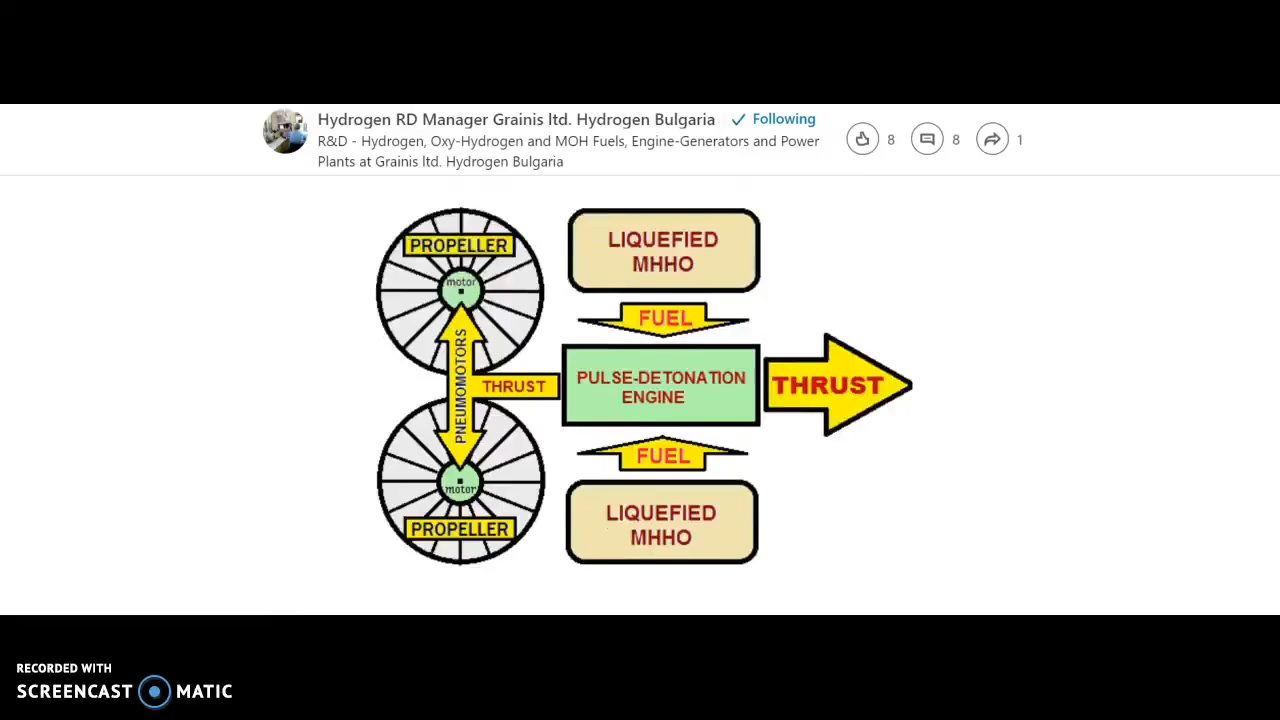 Hydrogen RD Manager Grainis ltd. Hydrogen Bulgaria Following
R&D - Hydrogen, Oxy-Hydrogen and MOH Fuels, Engine-Generators and Power
Plants at Grainis ltd. Hydrogen Bulgaria
8 8 1
PROPELLER
motor
PNEUMOMOTORS
motor
PROPELLER
THRUST
LIQUEFIED
MHHO
FUEL
PULSE-DETONATION
ENGINE
FUEL
LIQUEFIED
MHHO
THRUST
RECORDED WITH
SCREENCAST MATIC